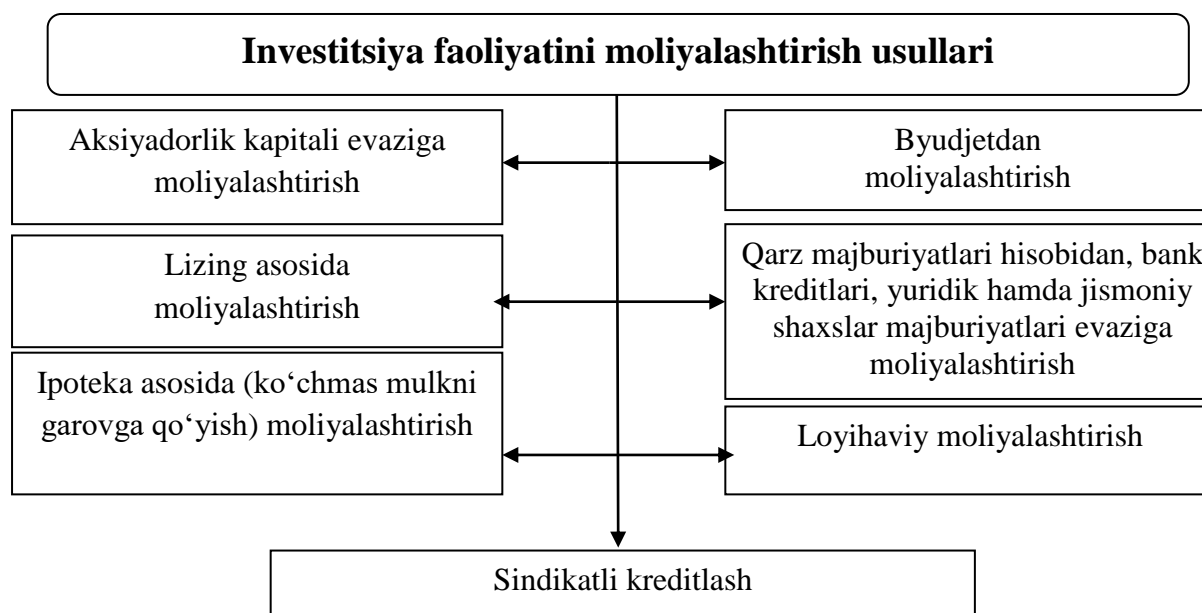 Investitsiya faoliyatini moliyalashtirish usullari
Aksiyadorlik kapitali evaziga
moliyalashtirish
Byudjetdan
moliyalashtirish
Lizing asosida
moliyalashtirish
Qarz majburiyatlari hisobidan, bank
kreditlari, yuridik hamda jismoniy
shaxslar majburiyatlari evaziga
moliyalashtirish
Ipoteka asosida (ko‘chmas mulkni
garovga qo‘yish) moliyalashtirish
Loyihaviy moliyalashtirish
Sindikatli kreditlash